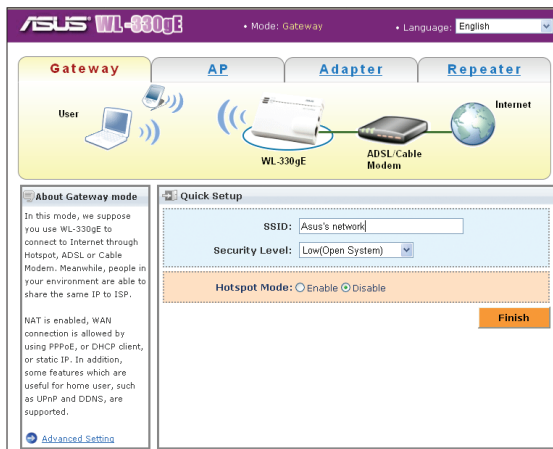 ASUS WL-330gE
• Mode: Gateway
• Language: English
Gateway
AP
Adapter
Repeater
User
WL-330gE
ADSL/Cable
Modem
Internet
About Gateway mode
In this mode, we suppose
you use WL-330gE to
connect to Internet through
Hotspot, ADSL or Cable
Modem. Meanwhile, people in
your environment are able to
share the same IP to ISP.
NAT is enabled, WAN
connection is allowed by
using PPPoE, or DHCP client,
or static IP. In addition,
some features which are
useful for home user, such
as UPnP and DDNS, are
supported.
Advanced Setting
Quick Setup
SSID: Asus's network
Security Level: Low(Open System)
Hotspot Mode: Enable Disable
Finish